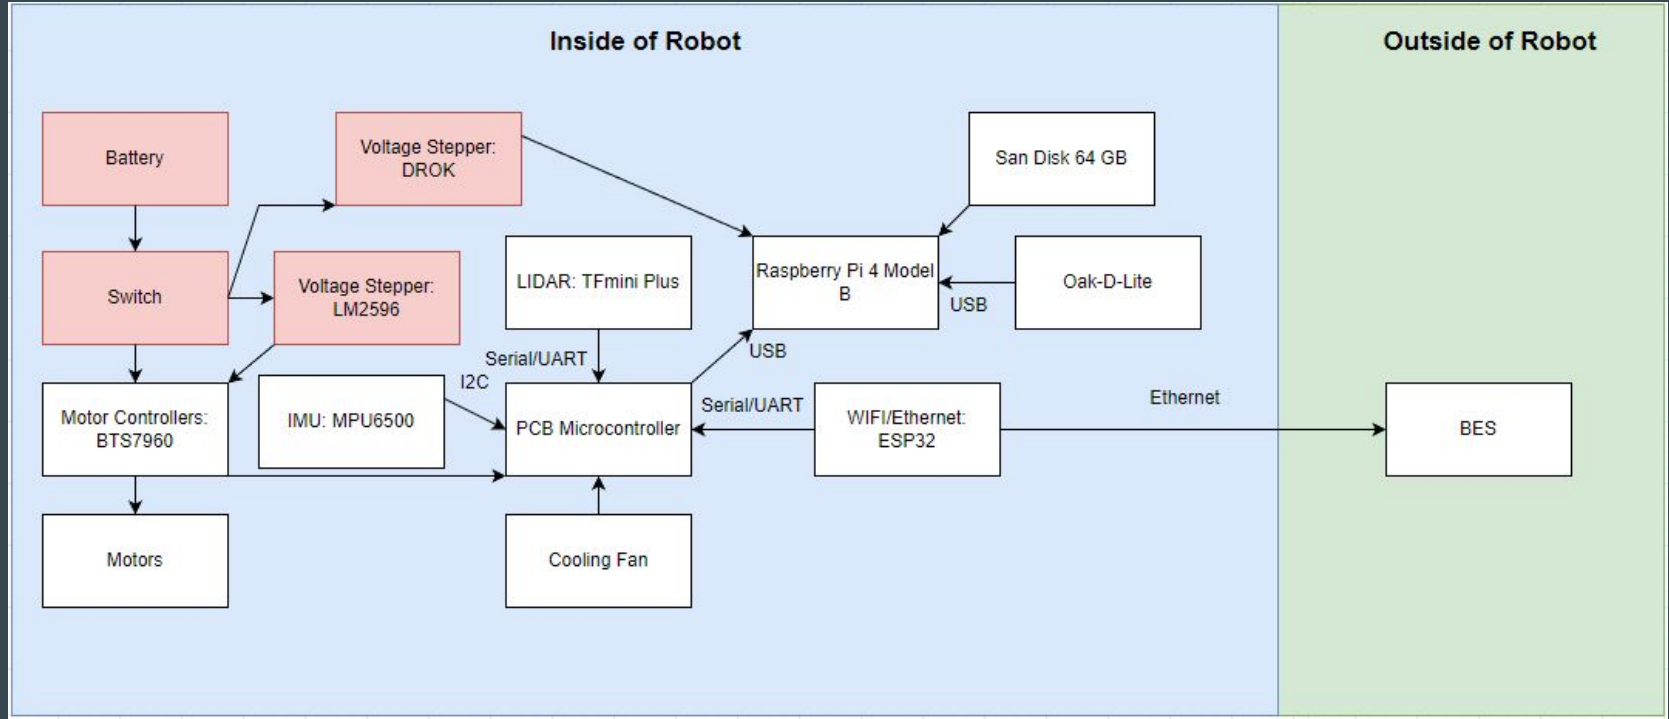 Inside of Robot
Outside of Robot
Battery
Voltage Stepper:
DROK
San Disk 64 GB
Switch
Voltage Stepper:
LM2596
LIDAR: TFmini Plus
Raspberry Pi 4 Model
B
USB
Oak-D-Lite
Serial/UART
I2C
USB
Motor Controllers:
BTS7960
IMU: MPU6500
PCB Microcontroller
Serial/UART
WIFI/Ethernet:
ESP32
Ethernet
BES
Motors
Cooling Fan